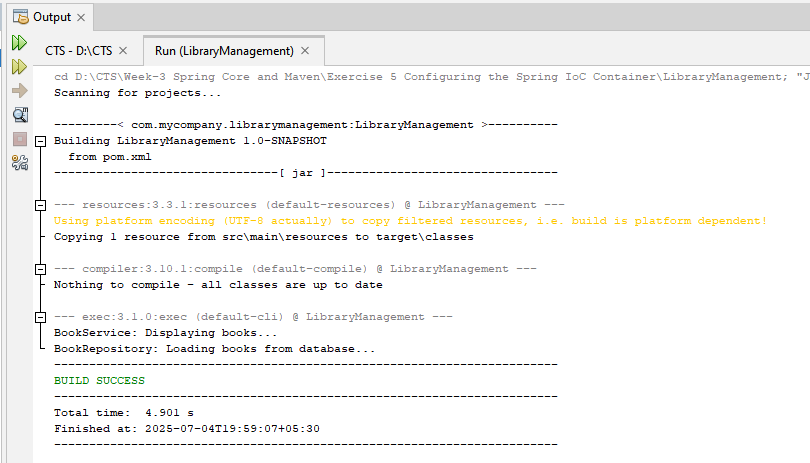 Output
CTS - D:\CTS
Run (LibraryManagement)
cd D:\CTS\Week-3 Spring Core and Maven\Exercise 5 Configuring the Spring IoC Container\LibraryManagement; "J
Scanning for projects...
---------< com.mycompany.librarymanagement:LibraryManagement >----------
Building LibraryManagement 1.0-SNAPSHOT
from pom.xml
--------------------------------[ jar ]---------------------------------
--- resources:3.3.1:resources (default-resources) @ LibraryManagement ---
Using platform encoding (UTF-8 actually) to copy filtered resources, i.e. build is platform dependent!
Copying 1 resource from src\main\resources to target\classes
--- compiler:3.10.1:compile (default-compile) @ LibraryManagement ---
Nothing to compile - all classes are up to date
--- exec:3.1.0:exec (default-cli) @ LibraryManagement ---
BookService: Displaying books...
BookRepository: Loading books from database...
------------------------------------------------------------------------
BUILD SUCCESS
------------------------------------------------------------------------
Total time:  4.901 s
Finished at: 2025-07-04T19:59:07+05:30
------------------------------------------------------------------------